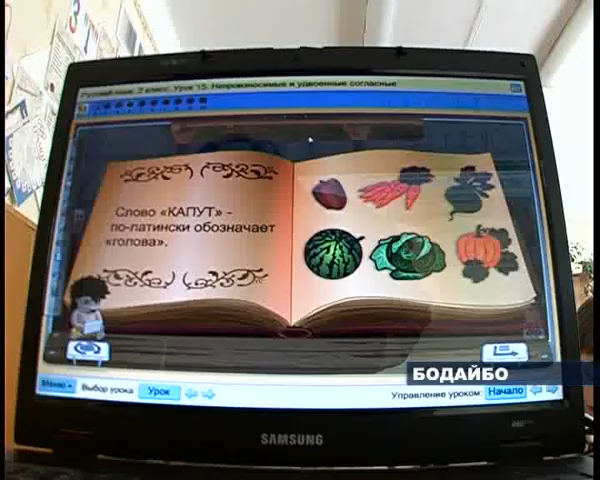 Русский язык. 2 класс. Урок 15. Непроизносимые и удвоенные согласные
Слово «КАПУТ» -
по-латински обозначает
«голова».
БОДАЙБО
Меню
Выбор урока
Урок
Управление уроком:
Начало
SAMSUNG